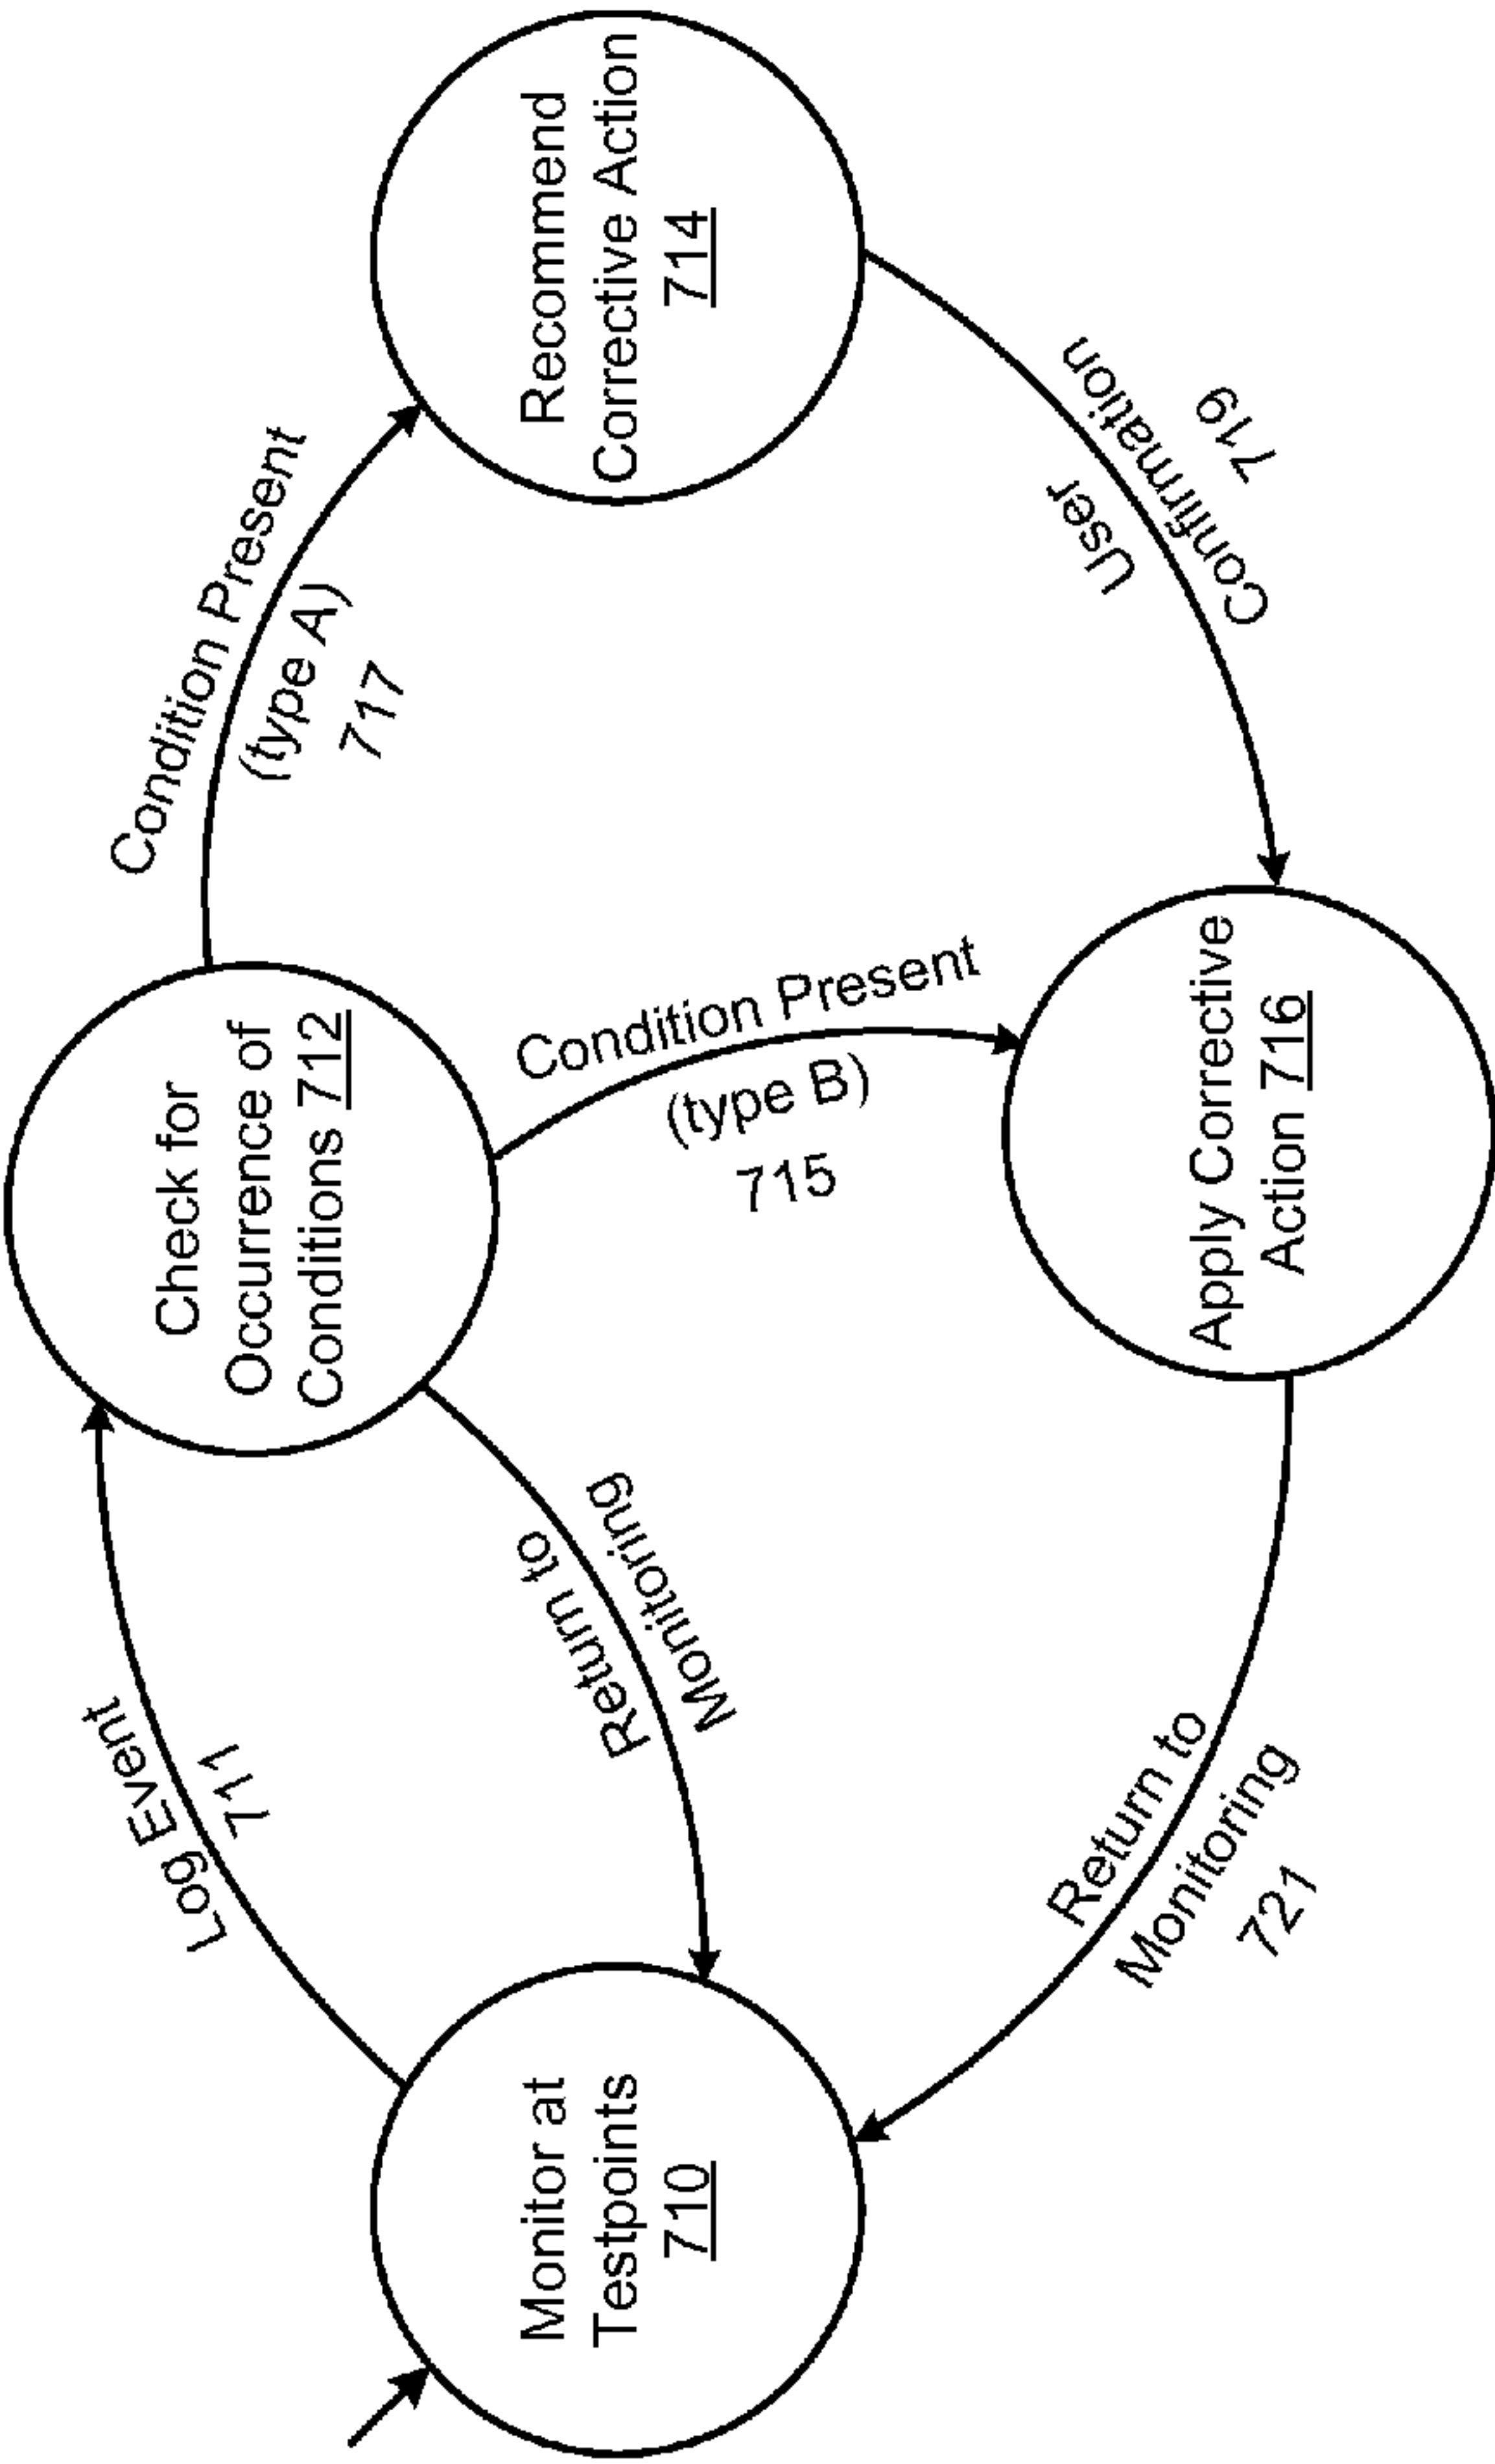 Check for
Occurrence of
Conditions 712
Log Event
711
Condition Present
(type A)
717
Monitor at
Testpoints
710
Return to
Monitoring
Condition Present
(type B)
715
Recommend
Corrective Action
714
Return to
Monitoring
721
Apply Corrective
Action 716
User
Confirmation
719